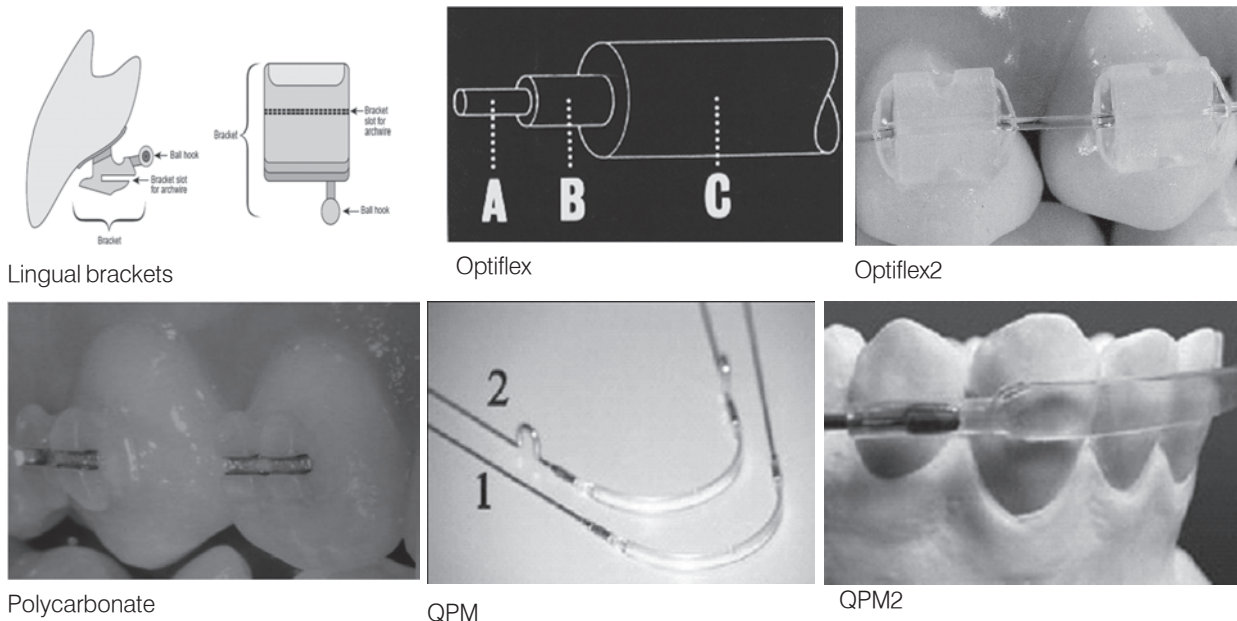 Bracket
Bracket
slot for
archwire
Ball hook
Bracket slot
for archwire
Bracket
Ball hook
Lingual brackets
A B C
Optiflex
Optiflex2
Polycarbonate
2
1
QPM
QPM2